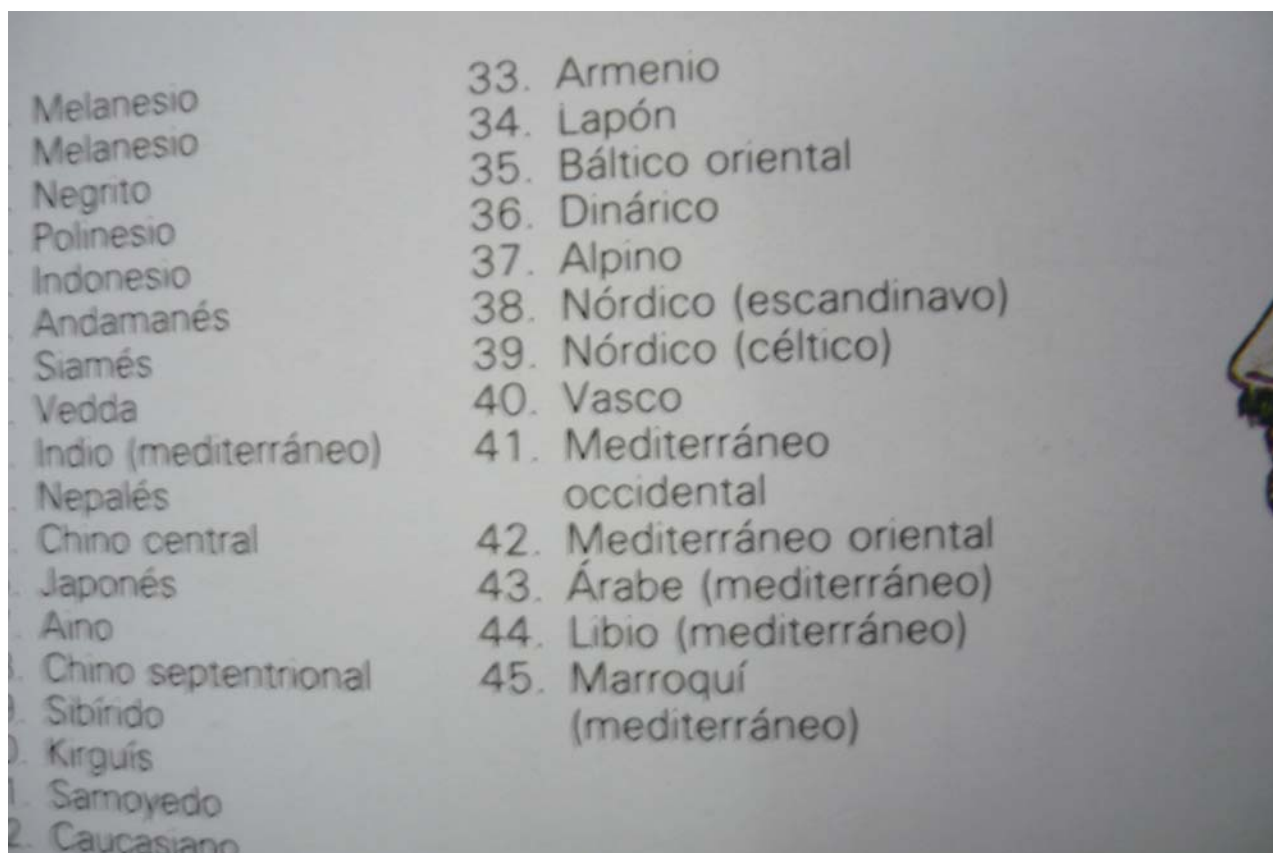 . Melanesio
. Melanesio
. Negrito
. Polinesio
. Indonesio
. Andamanés
. Siamés
. Vedda
. Indio (mediterráneo)
. Nepalés
. Chino central
. Japonés
. Aino
. Chino septentrional
. Sibírido
. Kirguís
1. Samoyedo
2. Caucasiano
33. Armenio
34. Lapón
35. Báltico oriental
36. Dinárico
37. Alpino
38. Nórdico (escandinavo)
39. Nórdico (céltico)
40. Vasco
41. Mediterráneo
occidental
42. Mediterráneo oriental
43. Árabe (mediterráneo)
44. Libio (mediterráneo)
45. Marroquí
(mediterráneo)